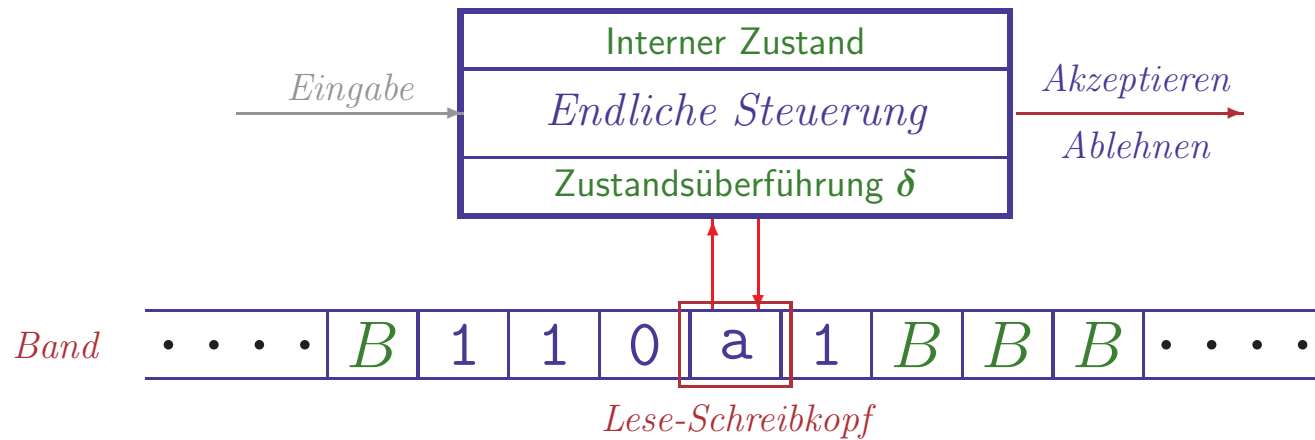 Interner Zustand
Eingabe
Endliche Steuerung
Akzeptieren
Ablehnen
Zustandsüberführung δ
Band
· · · · B 1 1 0 a 1 B B B · · · ·
Lese-Schreibkopf